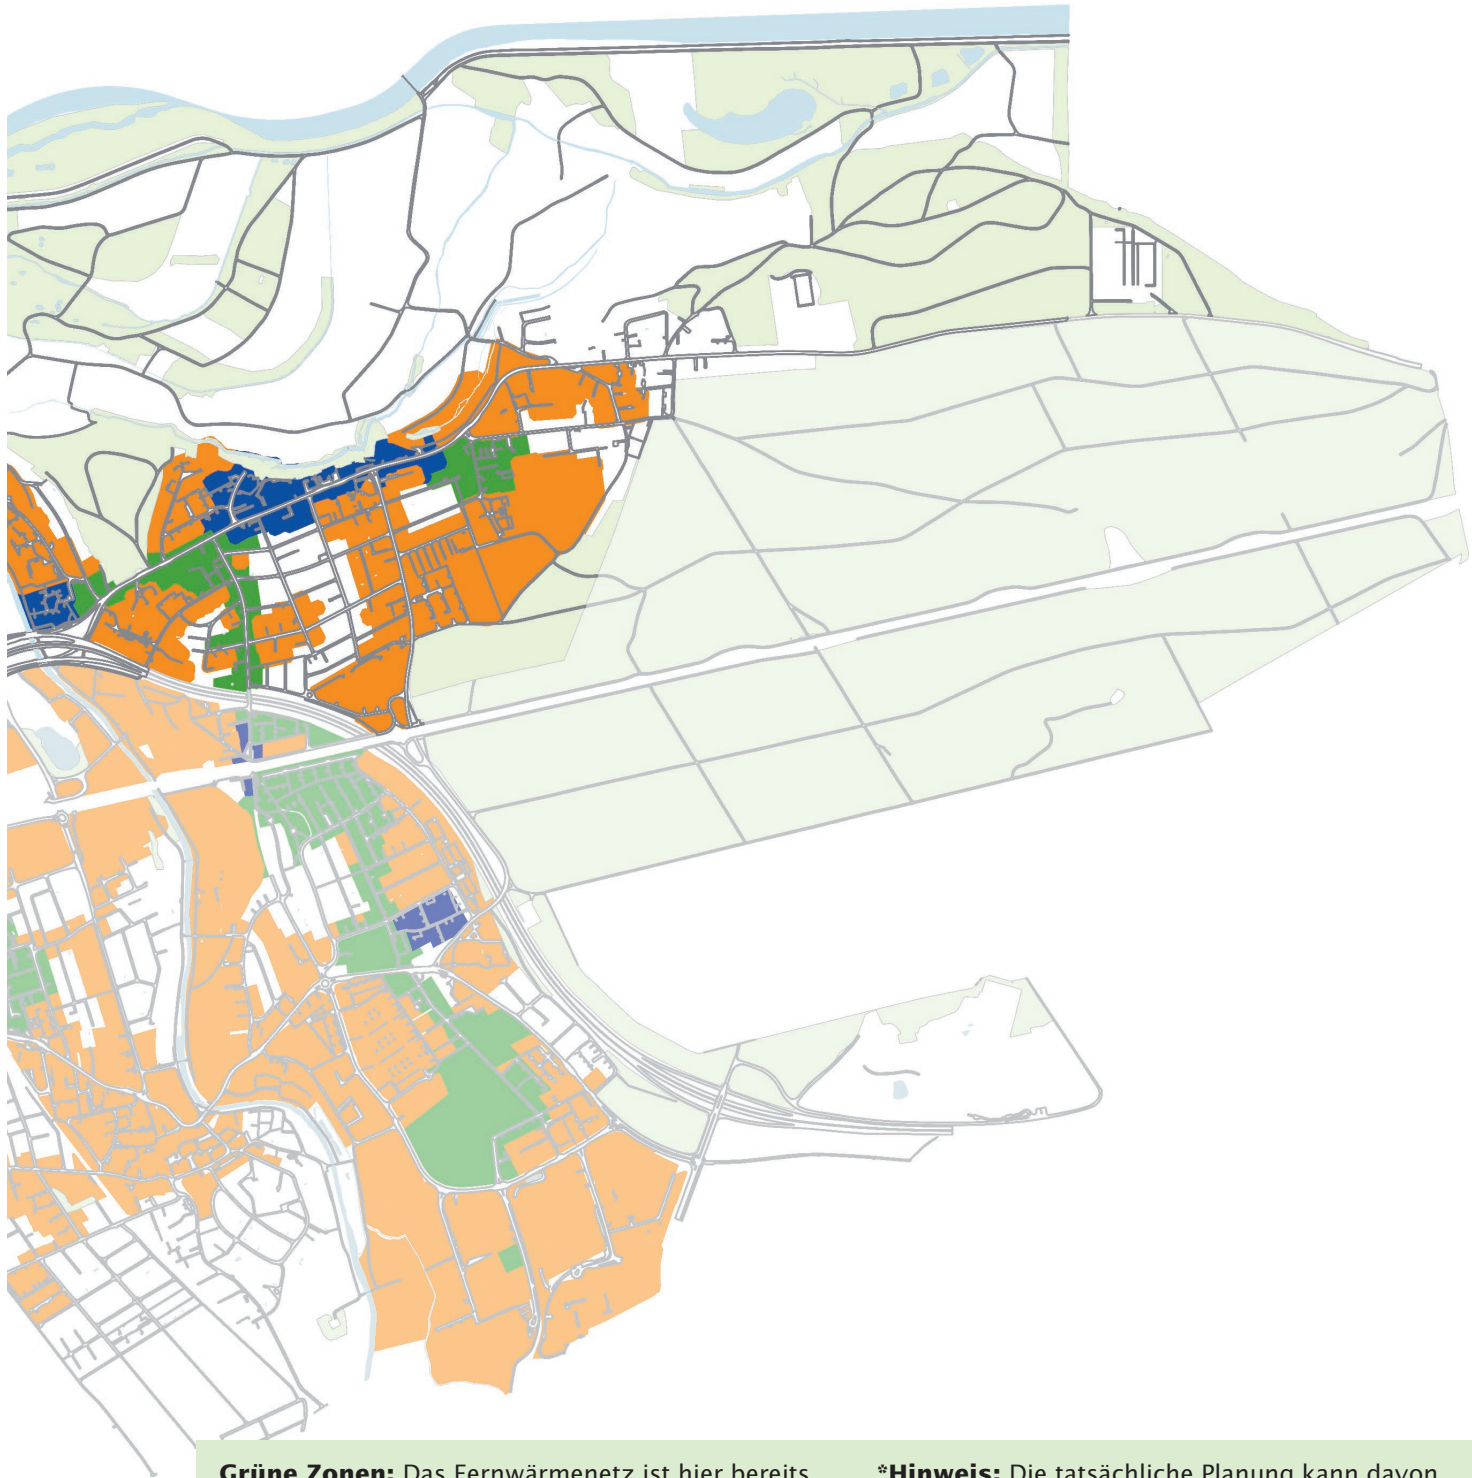 Grüne Zonen: Das Fernwärmenetz ist hier bereits
*Hinweis: Die tatsächliche Planung kann davon